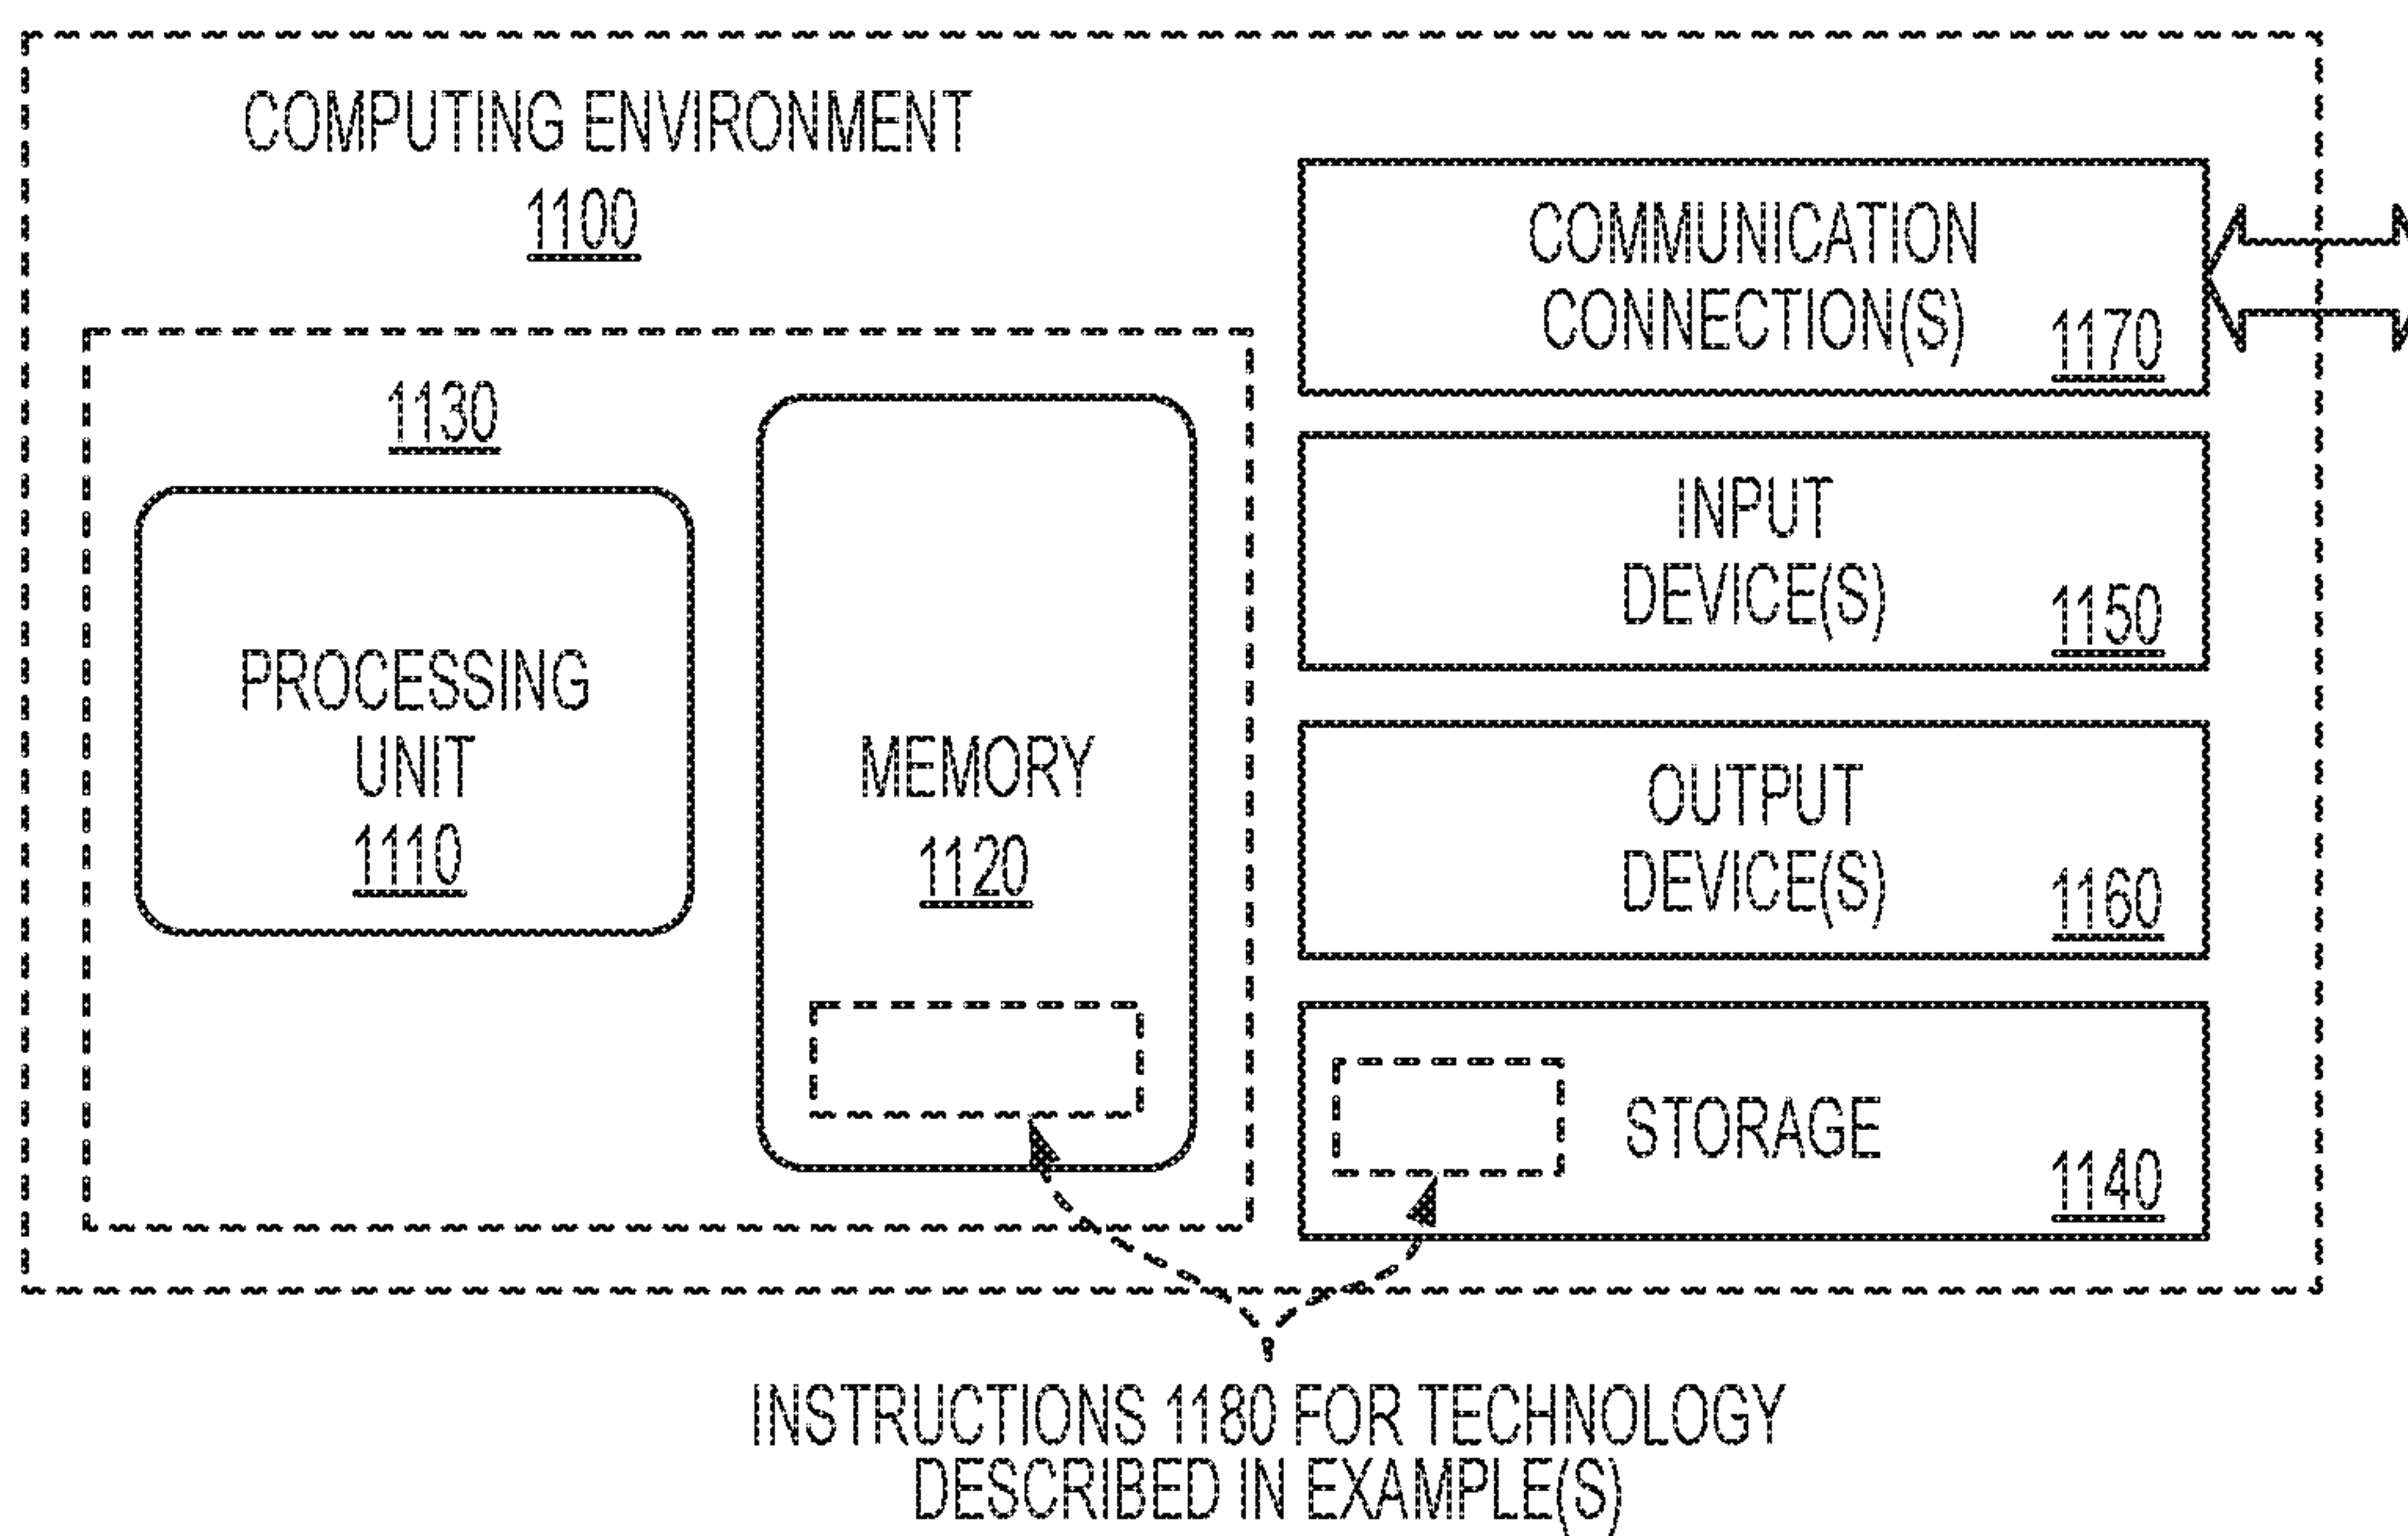 COMPUTING ENVIRONMENT
1100
1130
PROCESSING
UNIT
1110
MEMORY
1120
COMMUNICATION
CONNECTION(S)
1170
INPUT
DEVICE(S)
1150
OUTPUT
DEVICE(S)
1160
STORAGE
1140
INSTRUCTIONS 1180 FOR TECHNOLOGY
DESCRIBED IN EXAMPLE(S)